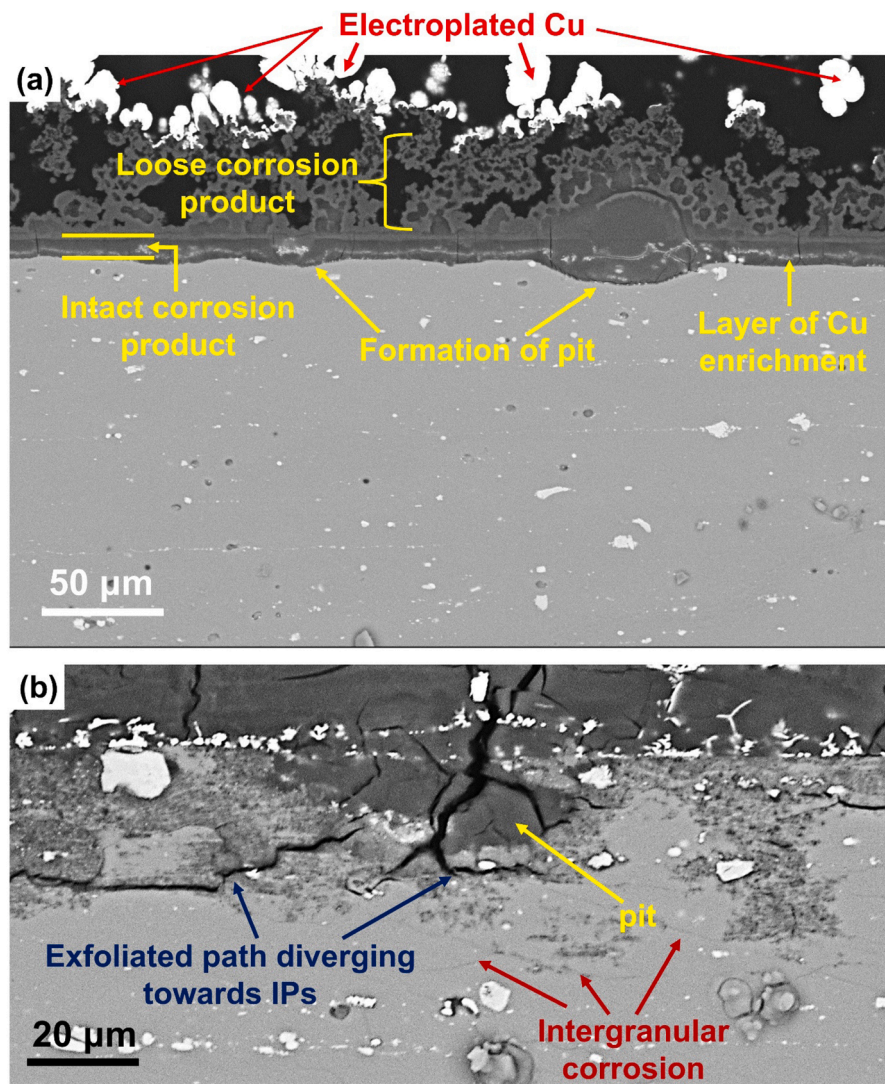 Electroplated Cu
(a)
Loose corrosion
product
Intact corrosion
product
Formation of pit
Layer of Cu
enrichment
50 µm
(b)
pit
Exfoliated path diverging
towards IPs
Intergranular
corrosion
20 µm